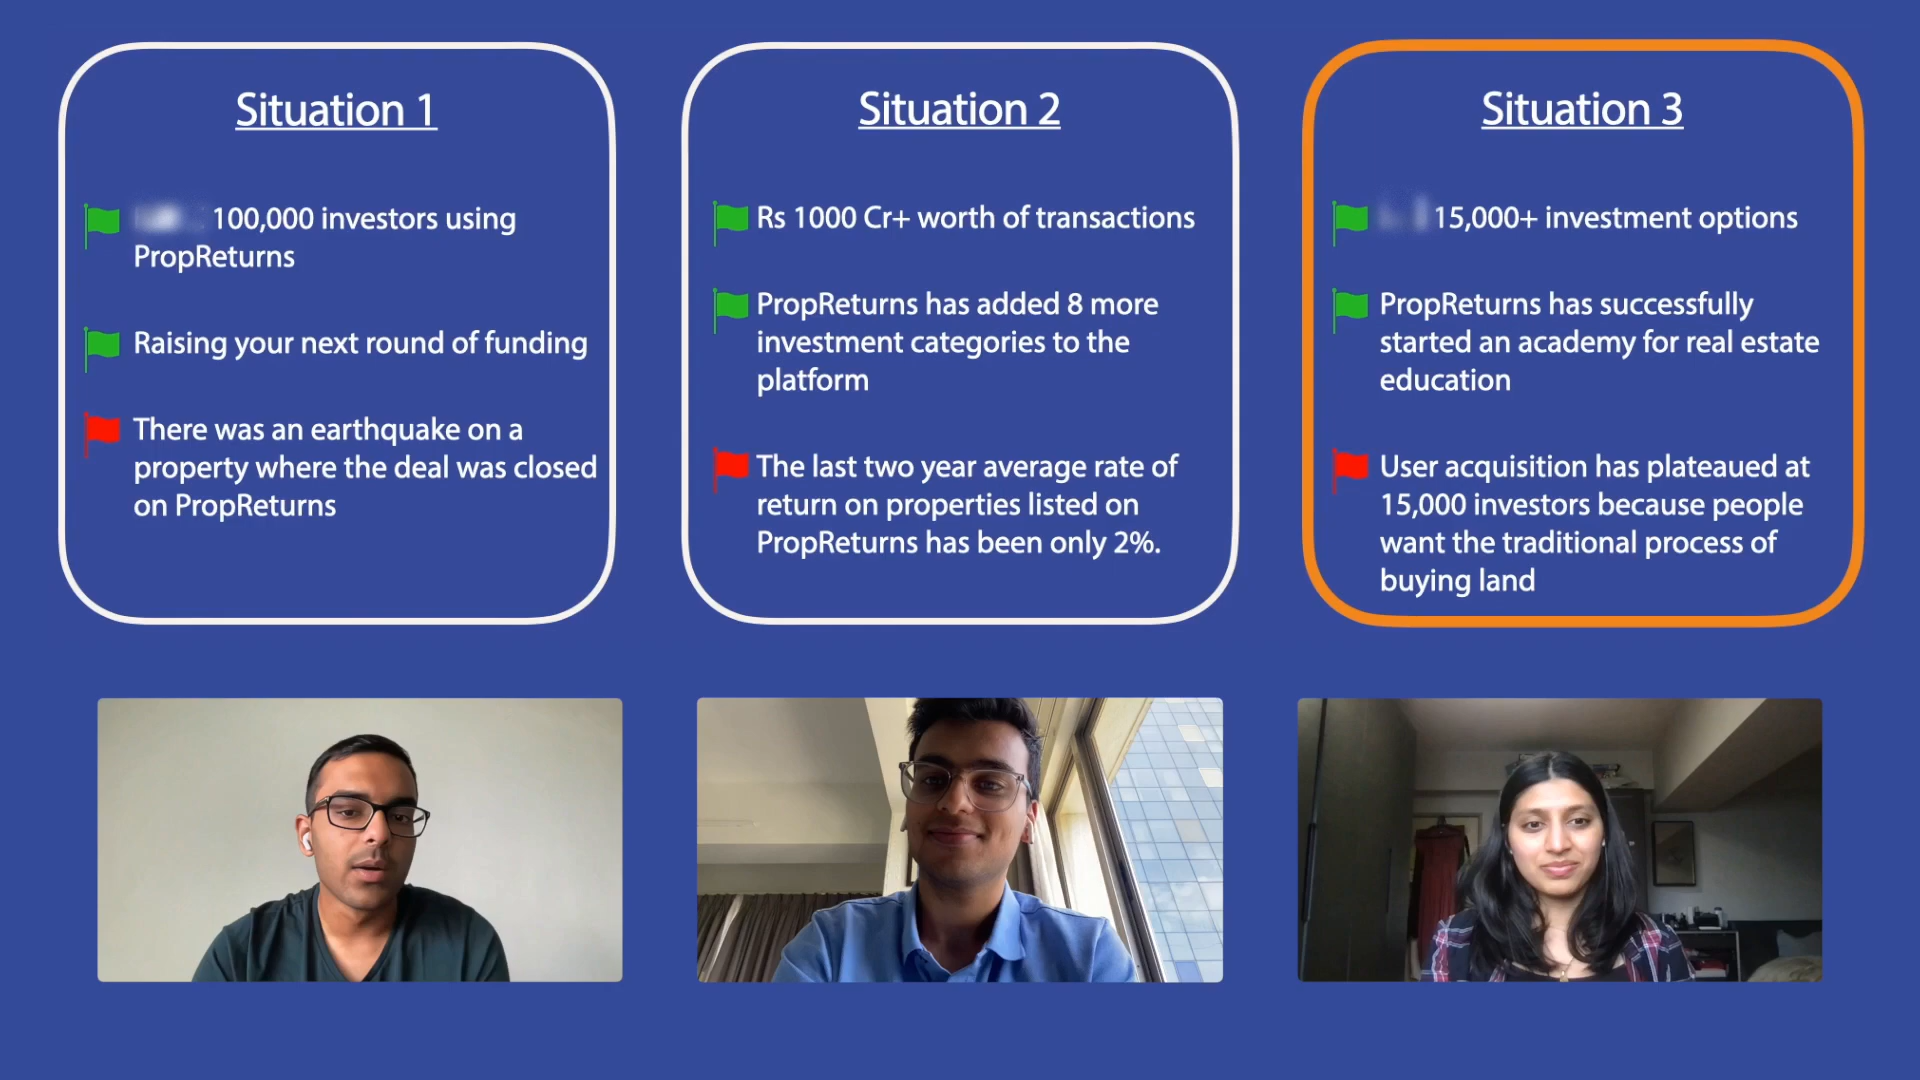 Situation 1
100,000 investors using
PropReturns
Raising your next round of funding
There was an earthquake on a
property where the deal was closed
on PropReturns
Situation 2
Rs 1000 Cr+ worth of transactions
PropReturns has added 8 more
investment categories to the
platform
The last two year average rate of
return on properties listed on
PropReturns has been only 2%.
Situation 3
15,000+ investment options
PropReturns has successfully
started an academy for real estate
education
User acquisition has plateaued at
15,000 investors because people
want the traditional process of
buying land